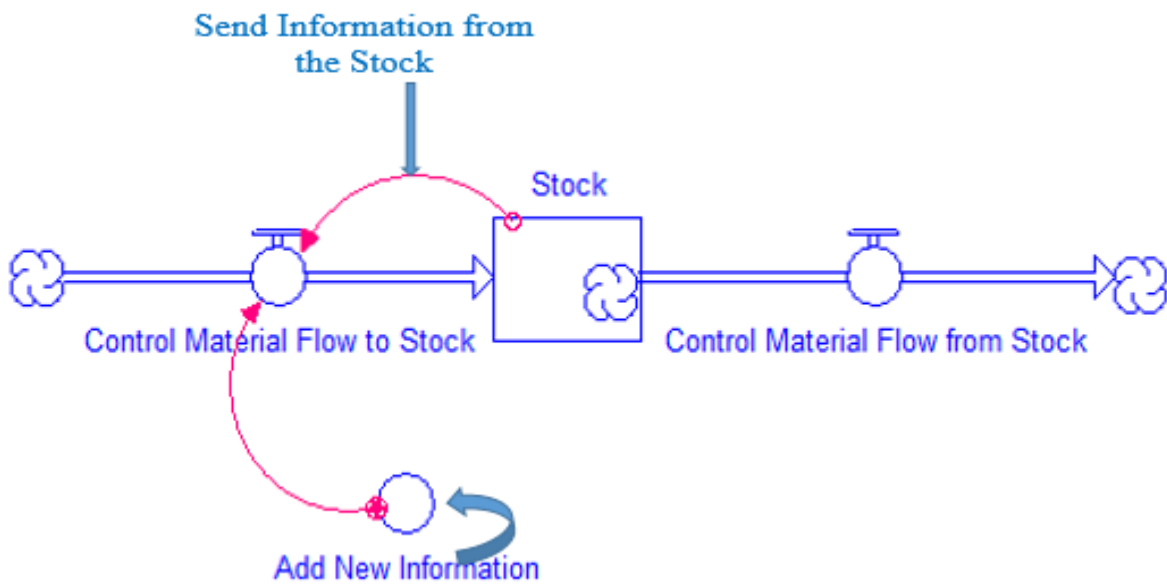 Send Information from
the Stock
Stock
Control Material Flow to Stock
Control Material Flow from Stock
Add New Information